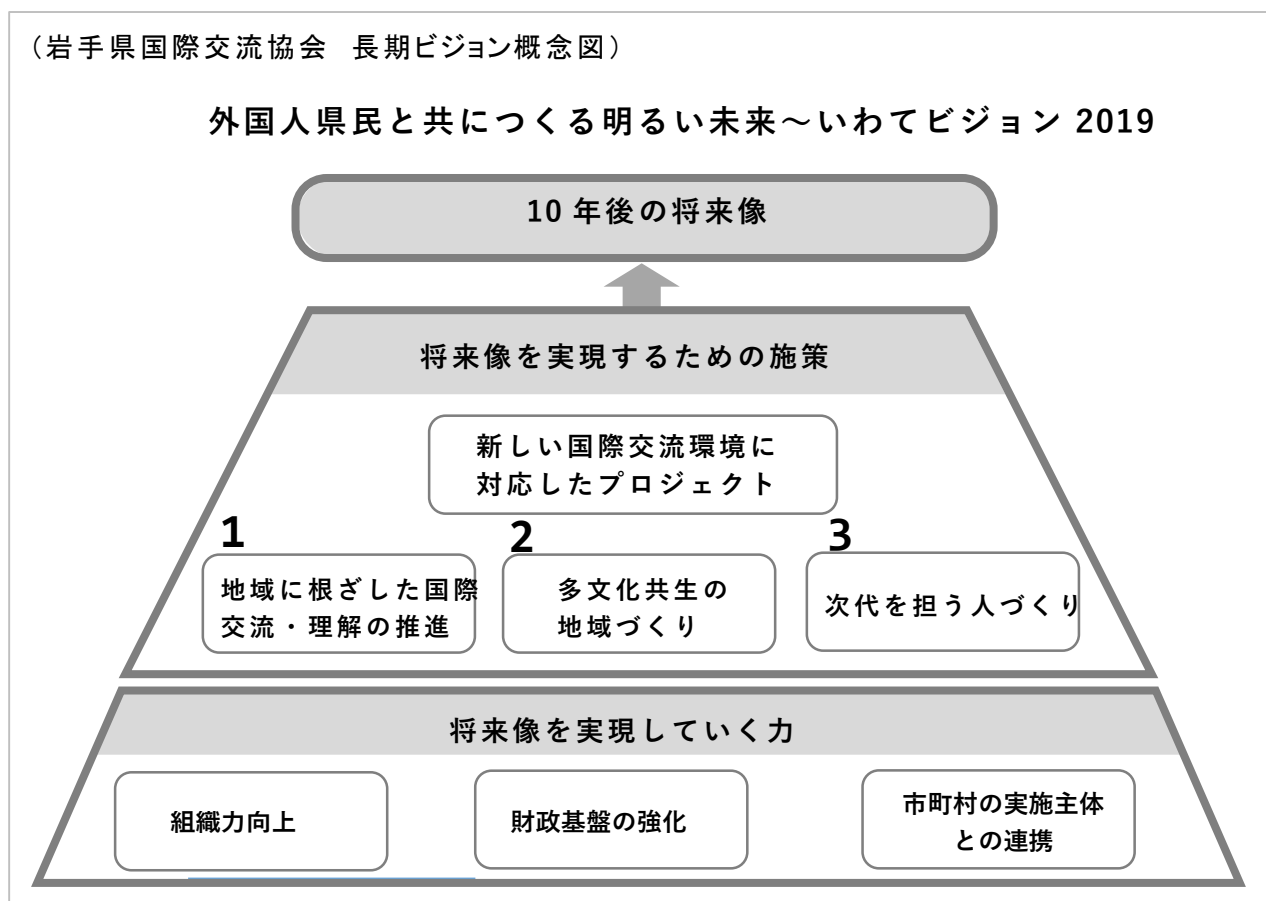 （岩手県国際交流協会　長期ビジョン概念図）
外国人県民と共につくる明るい未来～いわてビジョン 2019
10 年後の将来像
将来像を実現するための施策
新しい国際交流環境に
対応したプロジェクト
1
地域に根ざした国際
交流・理解の推進
2
多文化共生の
地域づくり
3
次代を担う人づくり
将来像を実現していく力
組織力向上
財政基盤の強化
市町村の実施主体
との連携